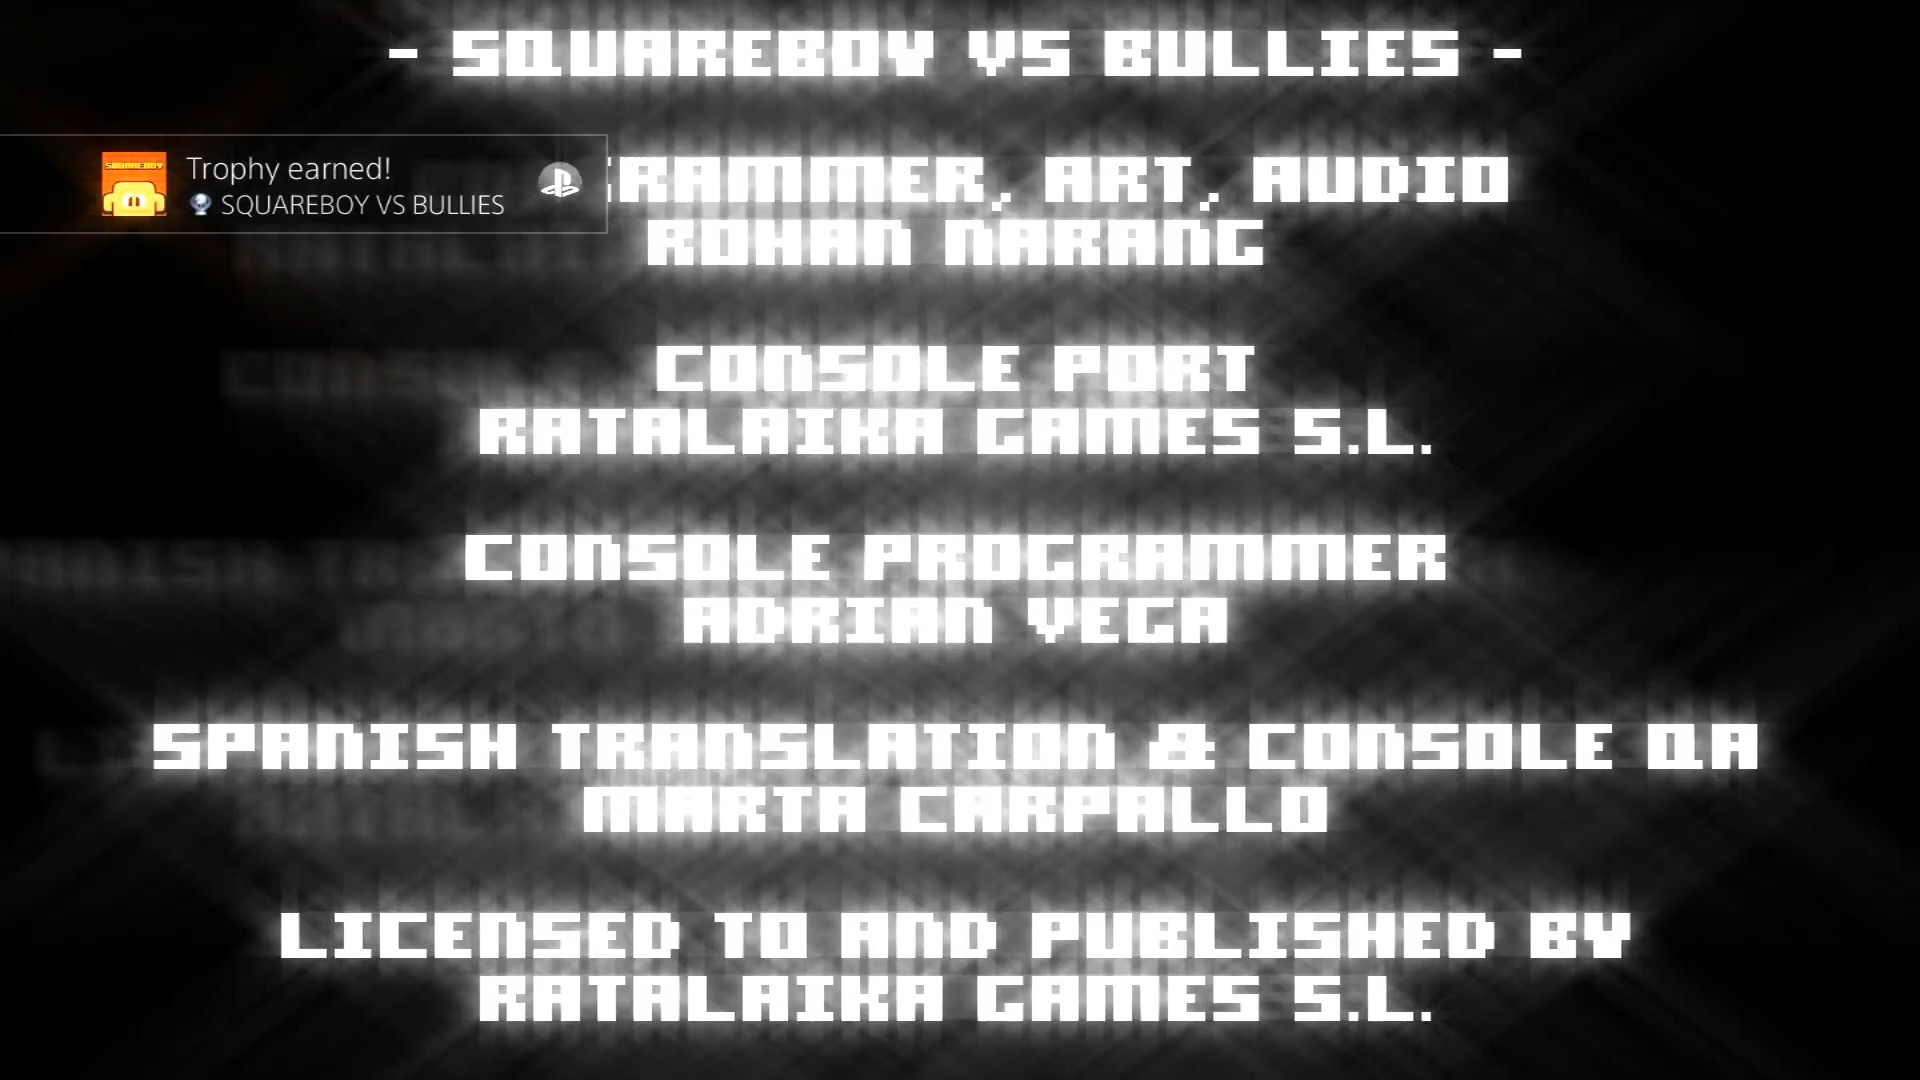 - SQUAREBOY VS BULLIES -
SQUAREBOY
Trophy earned!
SQUAREBOY VS BULLIES
RAMMER, ART, AUDIO
ROHAN NARANG
CONSOLE PORT
RATALAIKA GAMES S.L.
CONSOLE PROGRAMMER
ADRIAN VEGA
SPANISH TRANSLATION & CONSOLE QA
MARTA CARPALLO
LICENSED TO AND PUBLISHED BY
RATALAIKA GAMES S.L.